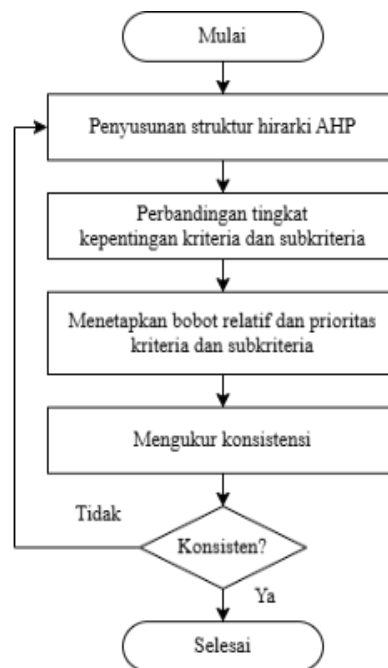 Mulai
Penyusunan struktur hirarki AHP
Perbandingan tingkat
kepentingan kriteria dan subkriteria
Menetapkan bobot relatif dan prioritas
kriteria dan subkriteria
Mengukur konsistensi
Tidak
Konsisten?
Ya
Selesai